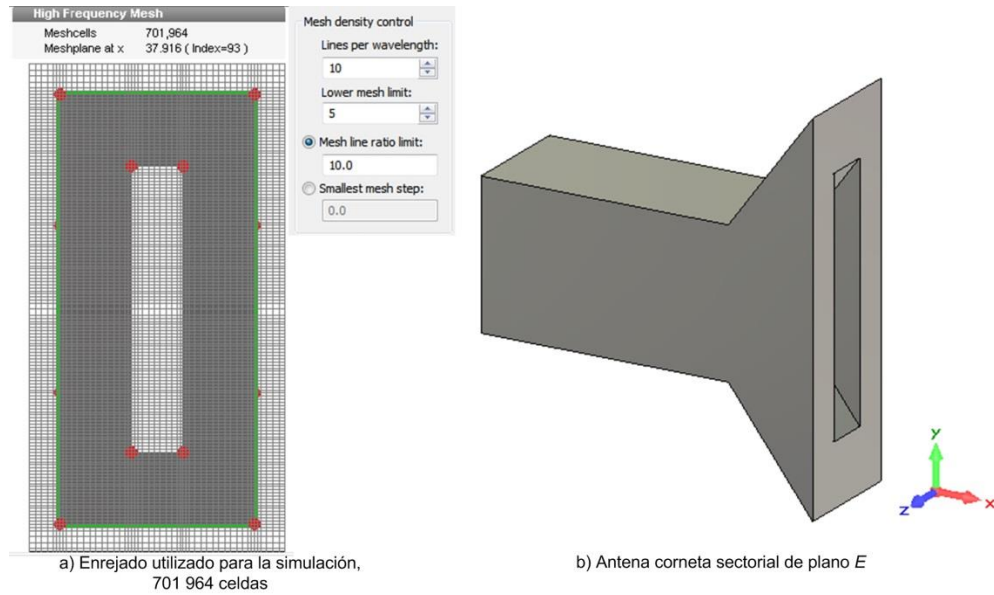 High Frequency Mesh
Meshcells 701,964
Meshplane at x 37.916 ( Index=93 )
Mesh density control
Lines per wavelength:
10
Lower mesh limit:
5
Mesh line ratio limit:
10.0
Smallest mesh step:
0.0
y
x
z
a) Enrejado utilizado para la simulación,
701 964 celdas
b) Antena corneta sectorial de plano E